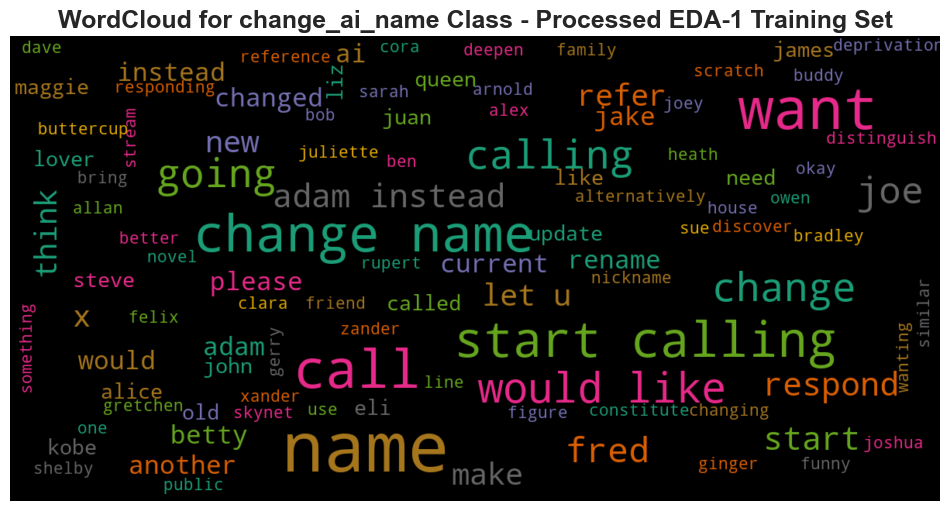 WordCloud for change_ai_name Class - Processed EDA-1 Training Set
dave reference ai cora deepen family james deprivation
maggie responding instead liz queen scratch buddy
changed sarah arnold refer joey want
buttercup stream bob juan alex jake distinguish
lover new juliette ben calling heath okay
bring going like need joe
think allan adam instead alternatively house owen
better change name update sue discover bradley
novel rupert current rename
steve please nickname change similar
something x felix clara friend called let u
zander start calling
would adam john gerry call line would like respond wanting
alice xander
gretchen old skynet use eli figure constitute changing
one betty name fred start joshua
kobe another make ginger funny
shelby public